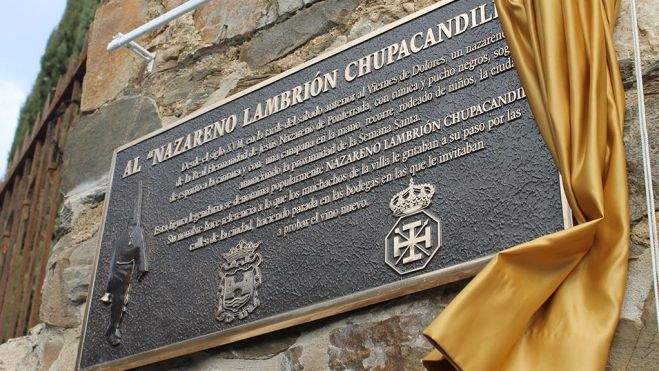 AL "NAZARENO LAMBRIÓN CHUPACANDIL
Desde el siglo XVII, en la tarde del sábado anterior al Viernes de Dolores, un nazareno
de la Real Hermandad de Jesús Nazareno de Ponferrada, con túnica y pucho negros, sog
de esparto a la cintura y con una campana en la mano, recorre, rodeado de niños, la ciuda
anunciando la proximidad de la Semana Santa.
Esta figura legendaria se denomina popularmente NAZARENO LAMBRIÓN CHUPACANDIL
Su nombre hace referencia a lo que los muchachos de la villa le gritaban a su paso por las
calles de la ciudad, haciendo parada en las bodegas en las que le invitaban
a probar el vino nuevo.